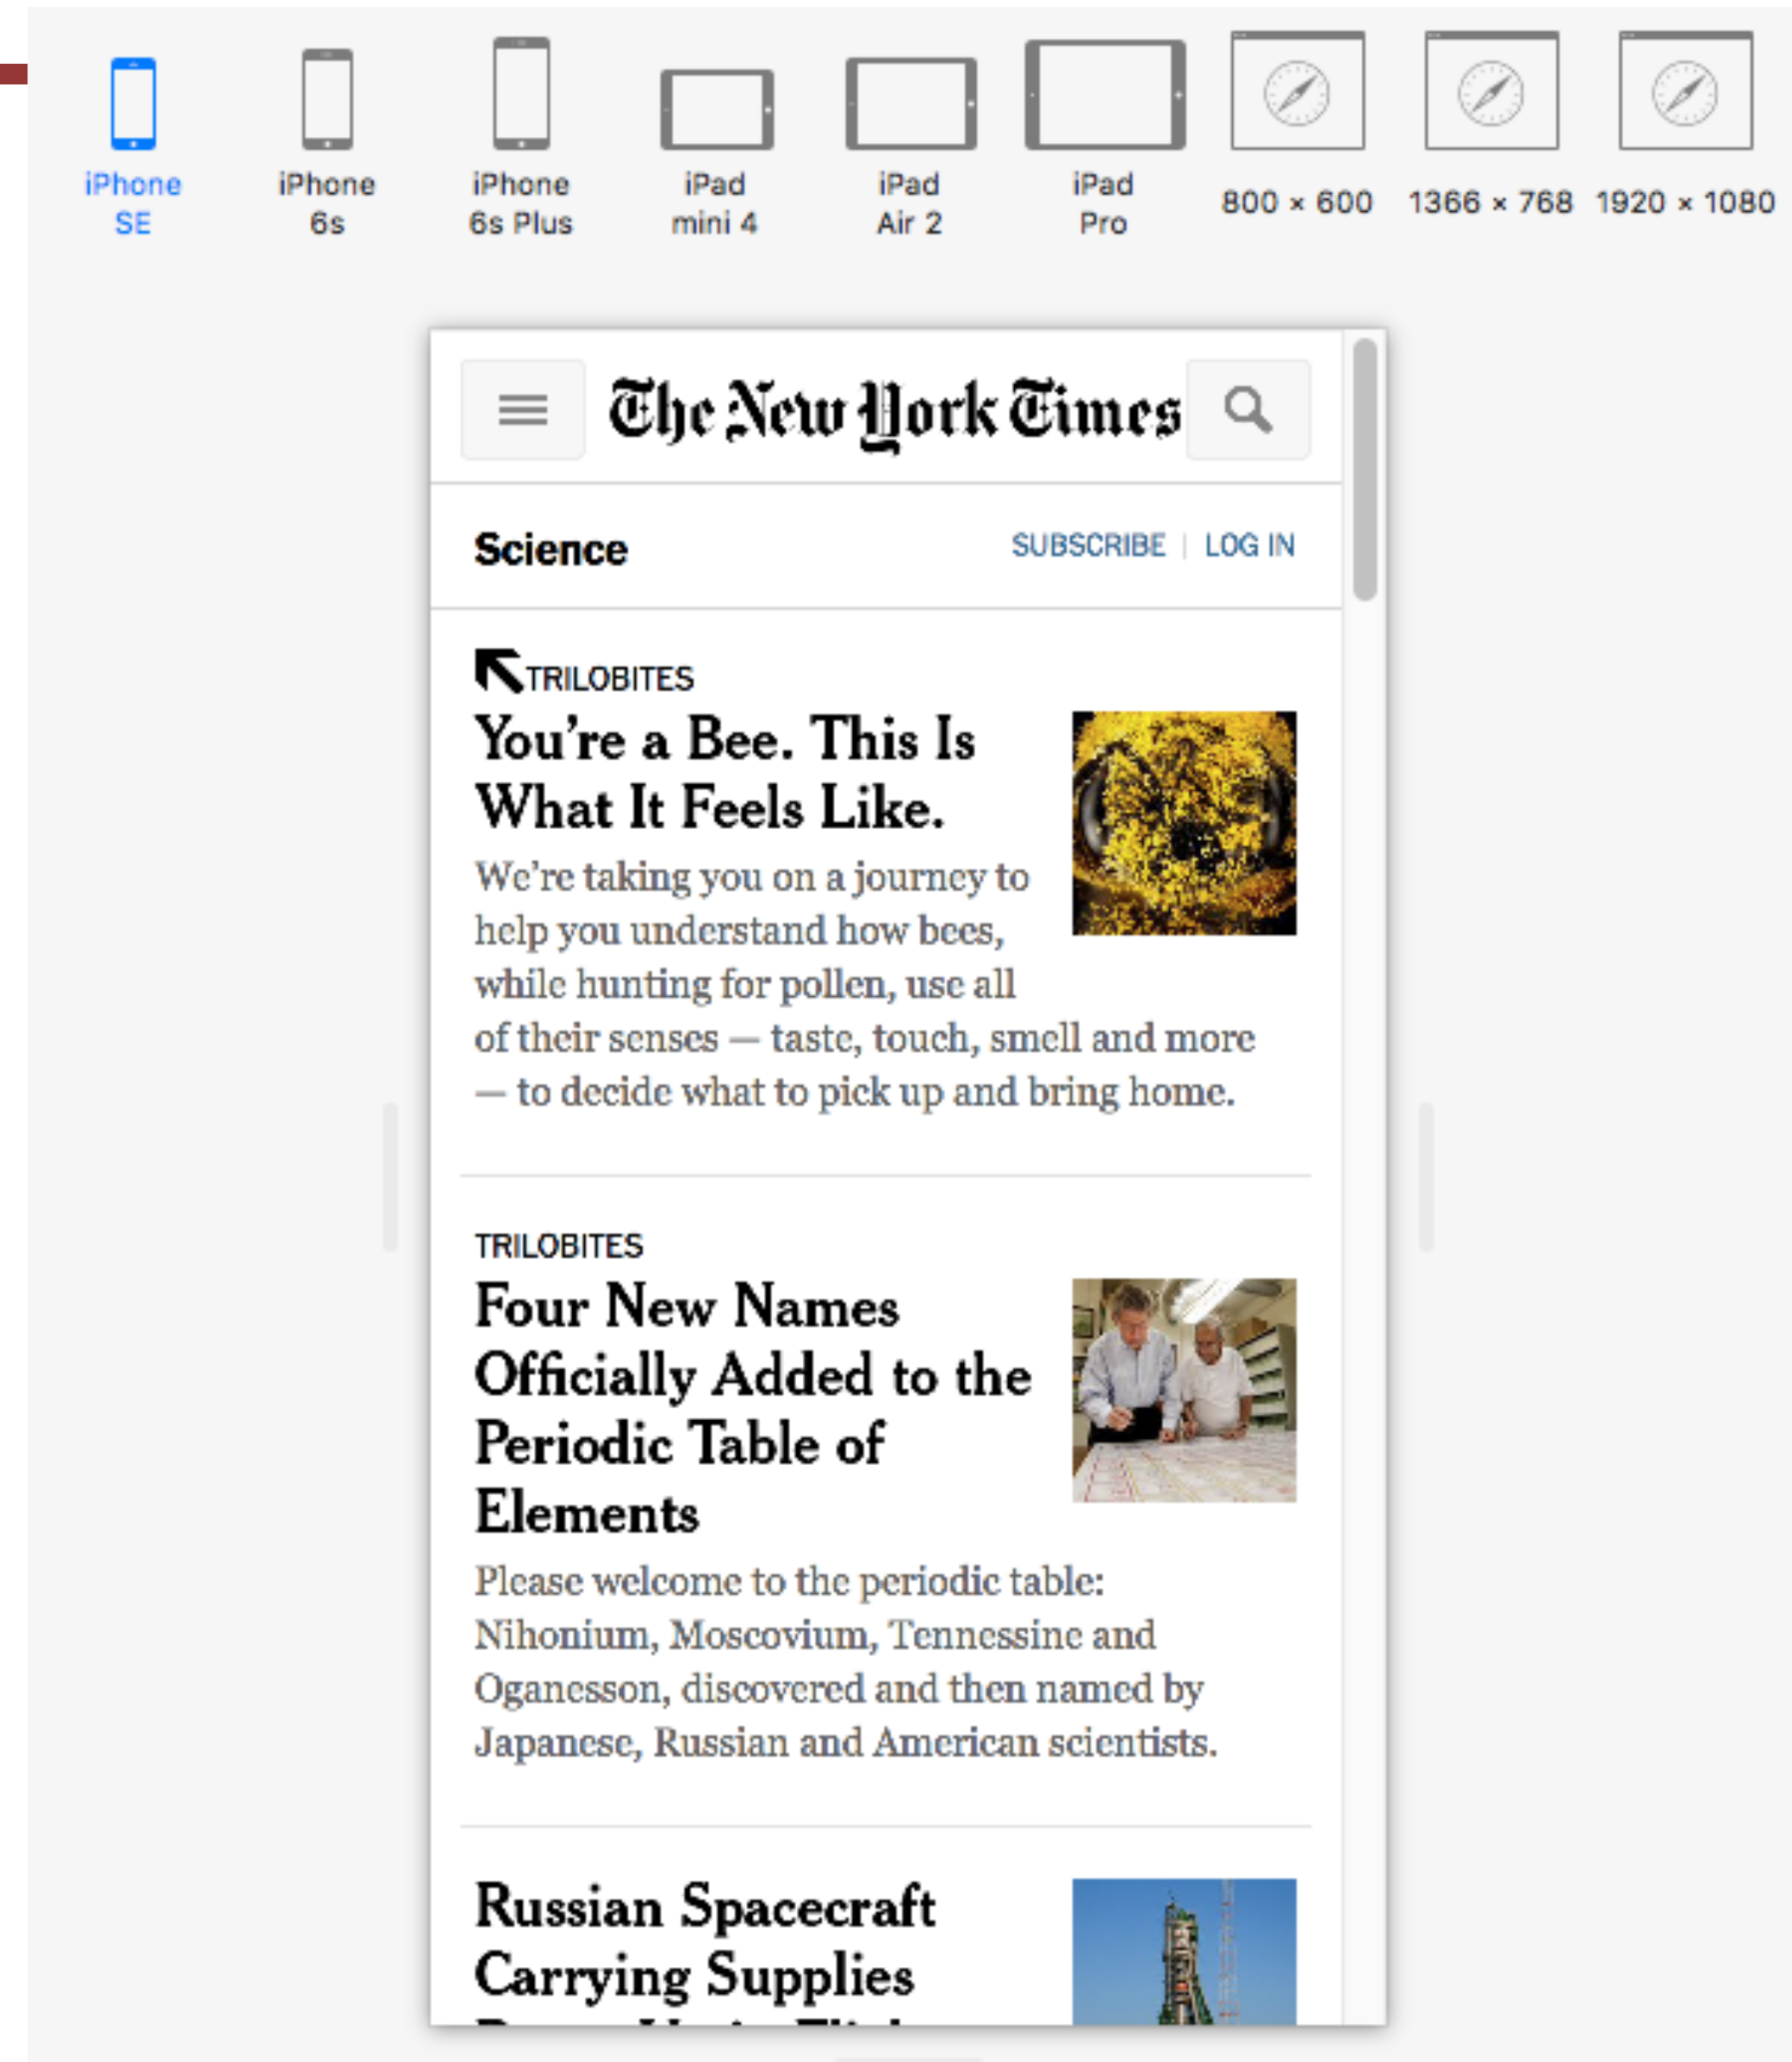 iPhone
SE
iPhone
6s
iPhone
6s Plus
iPad
mini 4
iPad
Air 2
iPad
Pro
800 × 600
1366 × 768
1920 × 1080
The New York Times
Science
SUBSCRIBE | LOG IN
TRILOBITES
You’re a Bee. This Is
What It Feels Like.
We’re taking you on a journey to
help you understand how bees,
while hunting for pollen, use all
of their senses — taste, touch, smell and more
— to decide what to pick up and bring home.
TRILOBITES
Four New Names
Officially Added to the
Periodic Table of
Elements
Please welcome to the periodic table:
Nihonium, Moscovium, Tennessine and
Oganesson, discovered and then named by
Japanese, Russian and American scientists.
Russian Spacecraft
Carrying Supplies